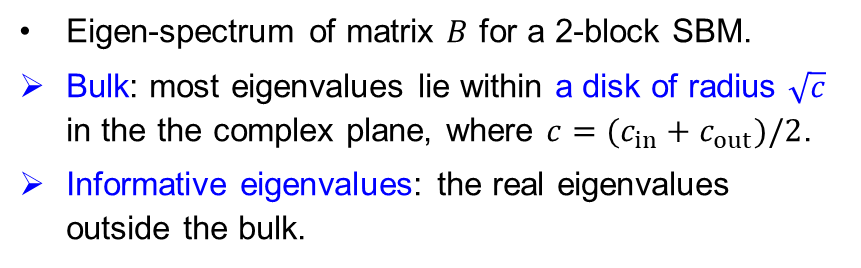 • Eigen-spectrum of matrix B for a 2-block SBM.
➤ Bulk: most eigenvalues lie within a disk of radius √c
in the the complex plane, where c = (c_in + c_out)/2.
➤ Informative eigenvalues: the real eigenvalues
outside the bulk.